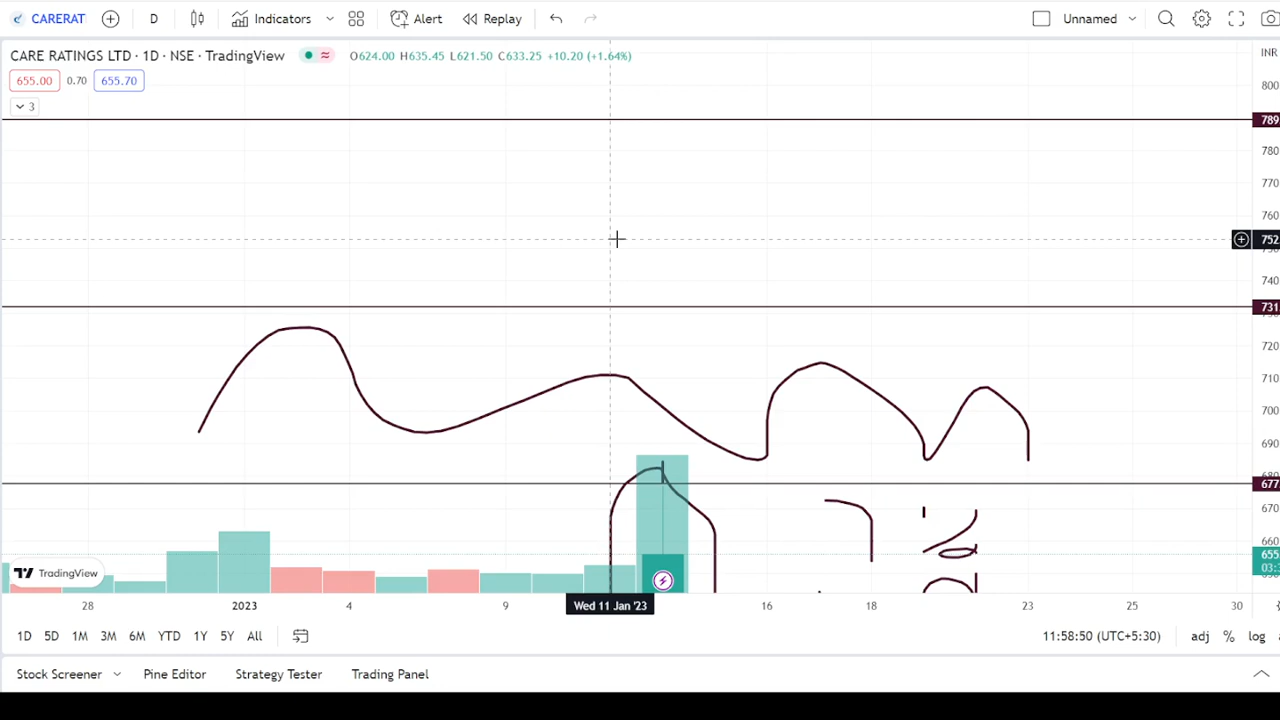 CARERAT D Indicators Alert Replay Unnamed
CARE RATINGS LTD · 1D · NSE · TradingView O624.00 H635.45 L621.50 C633.25 +10.20 (+1.64%) INR
655.00 0.70 655.70
800
3
789
780
770
760
752
740
731
720
710
700
690
680
677
670
660
655
03:
TradingView
28 2023 4 9 Wed 11 Jan '23 16 18 23 25 30
1D 5D 1M 3M 6M YTD 1Y 5Y All 11:58:50 (UTC+5:30) adj % log
Stock Screener Pine Editor Strategy Tester Trading Panel